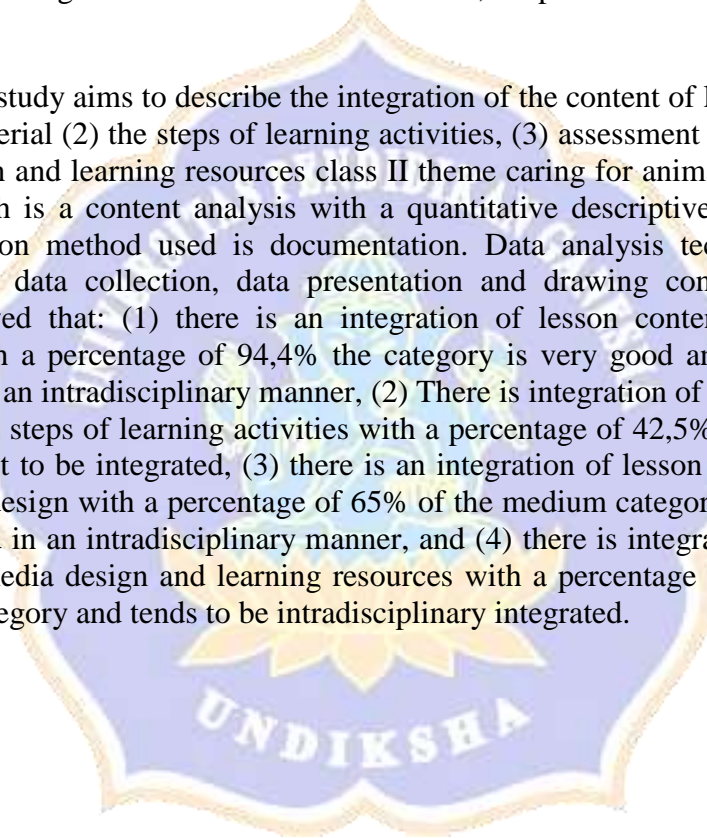 study aims to describe the integration of the content of
erial (2) the steps of learning activities, (3) assessment
and learning resources class II theme caring for anim
is a content analysis with a quantitative descriptive
on method used is documentation. Data analysis tec
data collection, data presentation and drawing con
ed that: (1) there is an integration of lesson conte
a percentage of 94,4% the category is very good a
an intradisciplinary manner, (2) There is integration of
steps of learning activities with a percentage of 42,5%
t to be integrated, (3) there is an integration of lesson
design with a percentage of 65% of the medium categor
in an intradisciplinary manner, and (4) there is integra
edia design and learning resources with a percentage
egory and tends to be intradisciplinary integrated.
UNIVERSITAS PENDIDIKAN GANESHA
UNDIKSHA